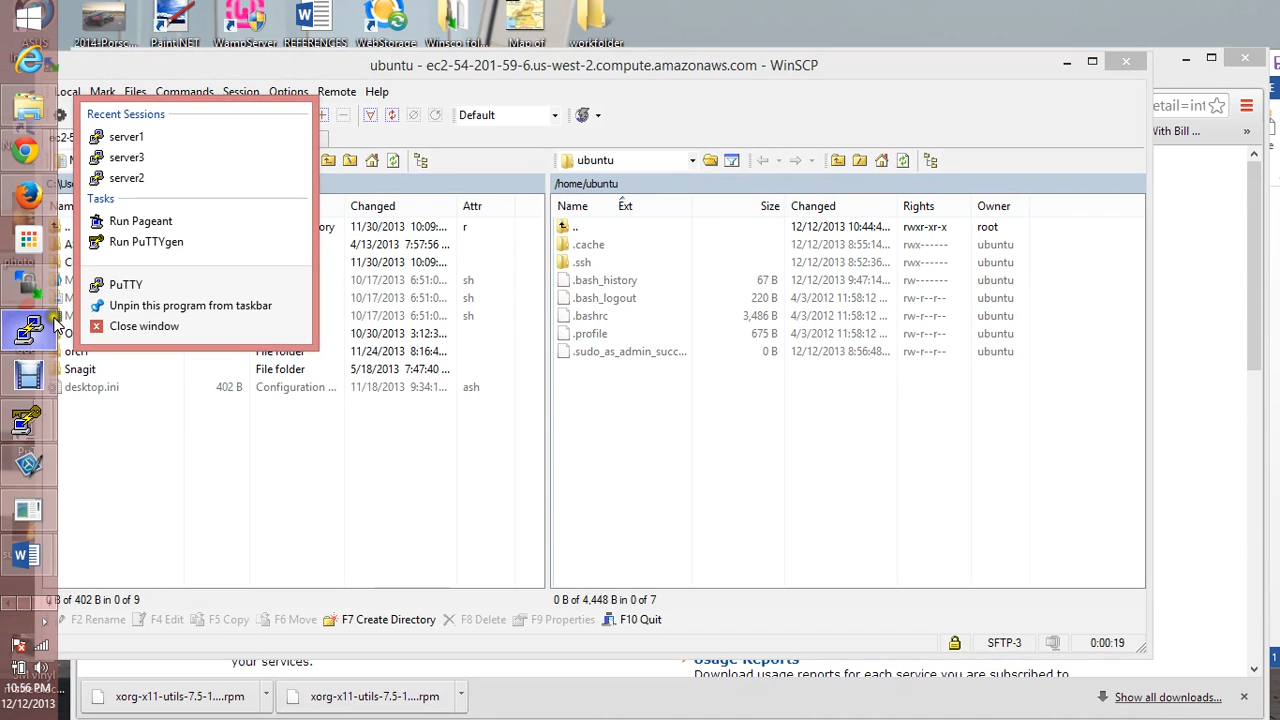 ASUS
2014-Porsc...
Paint.NET
WampServer
REFERENCES
WebStorage
Winscp fol...
Map of
workfolder
ubuntu - ec2-54-201-59-6.us-west-2.compute.amazonaws.com - WinSCP
Local Mark Files Commands Session Options Remote Help
Default
etail=int
With Bill ...
»
ec2-5
ubuntu
C:\Use
/home/ubuntu
Changed Attr
Name Ext Size Changed Rights Owner
11/30/2013 10:09:... r
4/13/2013 7:57:56 ...
11/30/2013 10:09:...
10/17/2013 6:51:0... sh
10/17/2013 6:51:0... sh
10/17/2013 6:51:0... sh
10/30/2013 3:12:3...
File folder 11/24/2013 8:16:4...
Snagit File folder 5/18/2013 7:47:40 ...
desktop.ini 402 B Configuration ... 11/18/2013 9:34:1... ash
.. 12/12/2013 10:44:4... rwxr-xr-x root
.cache 12/12/2013 8:55:14... rwx------ ubuntu
.ssh 12/12/2013 8:52:36... rwx------ ubuntu
.bash_history 67 B 12/12/2013 9:47:14... rw------- ubuntu
.bash_logout 220 B 4/3/2012 11:58:12 ... rw-r--r-- ubuntu
.bashrc 3,486 B 4/3/2012 11:58:12 ... rw-r--r-- ubuntu
.profile 675 B 4/3/2012 11:58:12 ... rw-r--r-- ubuntu
.sudo_as_admin_succ... 0 B 12/12/2013 8:56:48... rw-r--r-- ubuntu
Recent Sessions
server1
server3
server2
Tasks
Run Pageant
Run PuTTYgen
PuTTY
Unpin this program from taskbar
Close window
0 B of 402 B in 0 of 9
0 B of 4,448 B in 0 of 7
F2 Rename F4 Edit F5 Copy F6 Move F7 Create Directory F8 Delete F9 Properties F10 Quit
SFTP-3 0:00:19
your services.
Usage Reports
Download usage reports for each service you are subscribed to
xorg-x11-utils-7.5-1....rpm
xorg-x11-utils-7.5-1....rpm
Show all downloads...
10:56 PM
12/12/2013